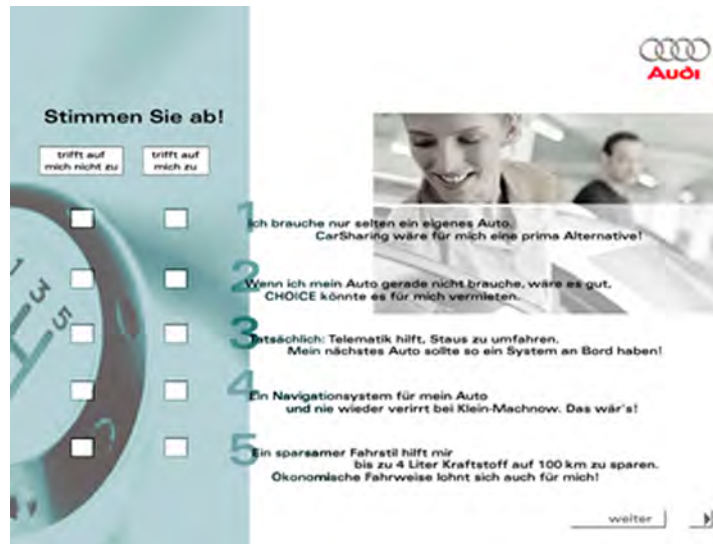 Audi
Stimmen Sie ab!
trifft auf
mich nicht zu
trifft auf
mich zu
1
Ich brauche nur selten ein eigenes Auto.
CarSharing wäre für mich eine prima Alternative!
2
Wenn ich mein Auto gerade nicht brauche, wäre es gut,
CHOICE könnte es für mich vermieten.
3
Tatsächlich: Telematik hilft, Staus zu umfahren.
Mein nächstes Auto sollte so ein System an Bord haben!
4
Ein Navigationsystem für mein Auto
und nie wieder verirrt bei Klein-Machnow. Das wär's!
5
Ein sparsamer Fahrstil hilft mir
bis zu 4 Liter Kraftstoff auf 100 km zu sparen.
Ökonomische Fahrweise lohnt sich auch für mich!
weiter
1
3
5